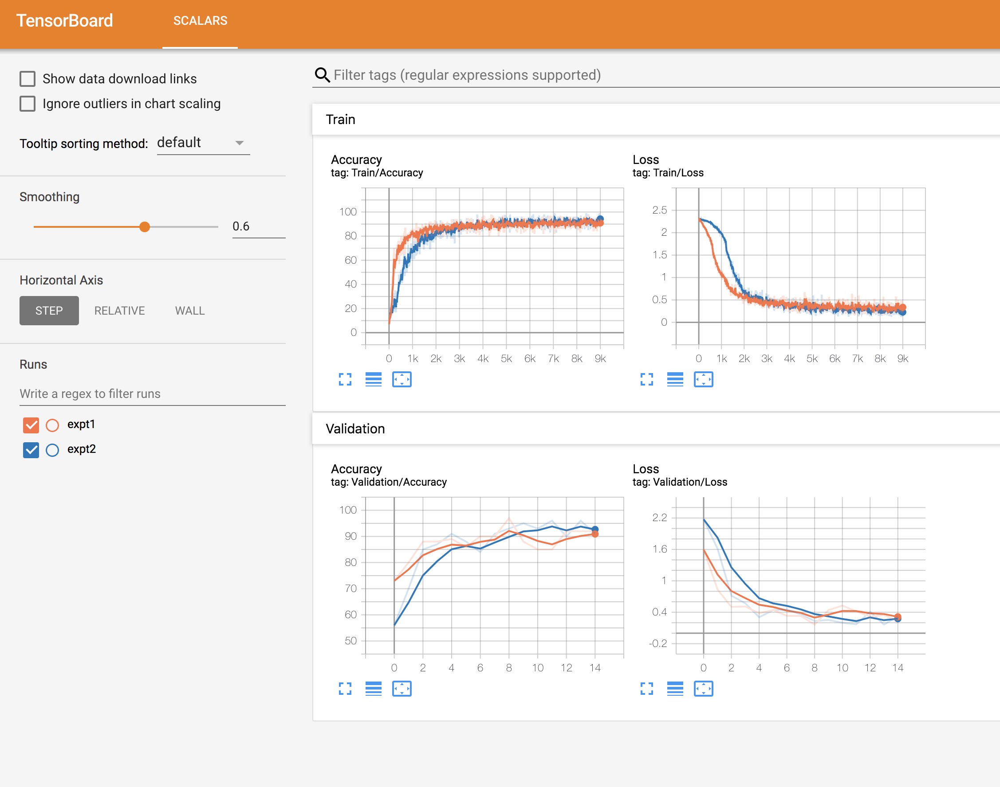 TensorBoard SCALARS
Show data download links
Ignore outliers in chart scaling
Tooltip sorting method: default
Smoothing
0.6
Horizontal Axis
STEP RELATIVE WALL
Runs
Write a regex to filter runs
expt1
expt2
Filter tags (regular expressions supported)
Train
Accuracy
tag: Train/Accuracy
100
80
60
40
20
0
0 1k 2k 3k 4k 5k 6k 7k 8k 9k
Loss
tag: Train/Loss
2.5
2
1.5
1
0.5
0
0 1k 2k 3k 4k 5k 6k 7k 8k 9k
Validation
Accuracy
tag: Validation/Accuracy
100
90
80
70
60
50
0 2 4 6 8 10 12 14
Loss
tag: Validation/Loss
2.2
1.6
1
0.4
-0.2
0 2 4 6 8 10 12 14